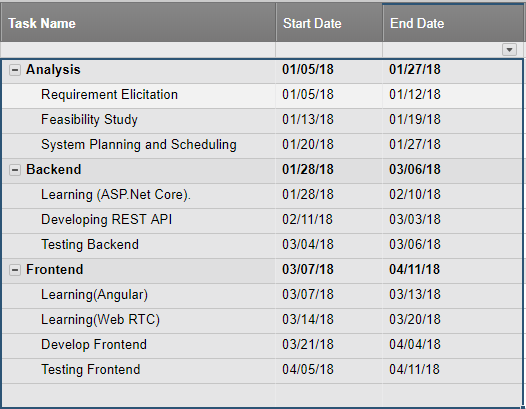 Task Name Start Date End Date
Analysis 01/05/18 01/27/18
Requirement Elicitation 01/05/18 01/12/18
Feasibility Study 01/13/18 01/19/18
System Planning and Scheduling 01/20/18 01/27/18
Backend 01/28/18 03/06/18
Learning (ASP.Net Core). 01/28/18 02/10/18
Developing REST API 02/11/18 03/03/18
Testing Backend 03/04/18 03/06/18
Frontend 03/07/18 04/11/18
Learning(Angular) 03/07/18 03/13/18
Learning(Web RTC) 03/14/18 03/20/18
Develop Frontend 03/21/18 04/04/18
Testing Frontend 04/05/18 04/11/18